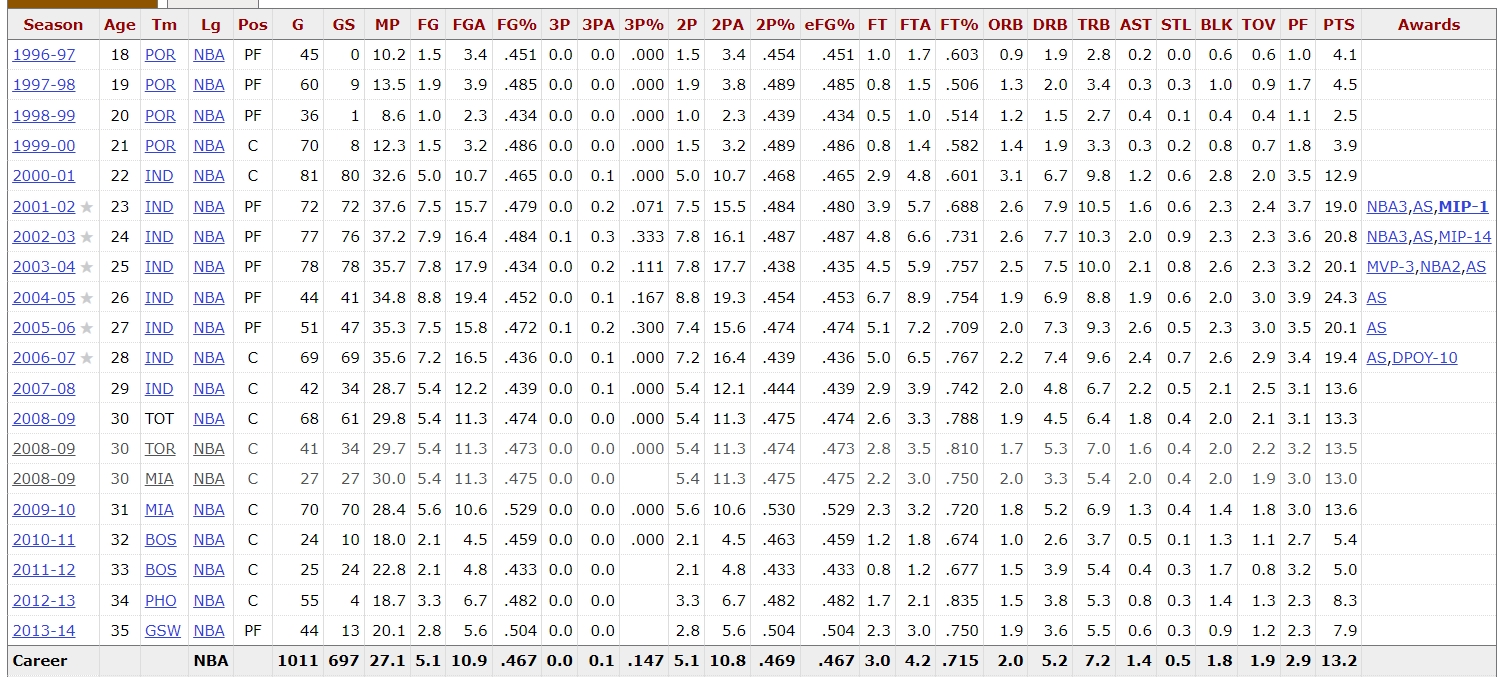 Season Age Tm Lg Pos G GS MP FG FGA FG% 3P 3PA 3P% 2P 2PA 2P% eFG% FT FTA FT% ORB DRB TRB AST STL BLK TOV PF PTS Awards
1996-97 18 POR NBA PF 45 0 10.2 1.5 3.4 .451 0.0 0.0 .000 1.5 3.4 .454 .451 1.0 1.7 .603 0.9 1.9 2.8 0.2 0.0 0.6 0.6 1.0 4.1
1997-98 19 POR NBA PF 60 9 13.5 1.9 3.9 .485 0.0 0.0 .000 1.9 3.8 .489 .485 0.8 1.5 .506 1.3 2.0 3.4 0.3 0.3 1.0 0.9 1.7 4.5
1998-99 20 POR NBA PF 36 1 8.6 1.0 2.3 .434 0.0 0.0 .000 1.0 2.3 .439 .434 0.5 1.0 .514 1.2 1.5 2.7 0.4 0.1 0.4 0.4 1.1 2.5
1999-00 21 POR NBA C 70 8 12.3 1.5 3.2 .486 0.0 0.0 .000 1.5 3.2 .489 .486 0.8 1.4 .582 1.4 1.9 3.3 0.3 0.2 0.8 0.7 1.8 3.9
2000-01 22 IND NBA C 81 80 32.6 5.0 10.7 .465 0.0 0.1 .000 5.0 10.7 .468 .465 2.9 4.8 .601 3.1 6.7 9.8 1.2 0.6 2.8 2.0 3.5 12.9
2001-02 ★ 23 IND NBA PF 72 72 37.6 7.5 15.7 .479 0.0 0.2 .071 7.5 15.5 .484 .480 3.9 5.7 .688 2.6 7.9 10.5 1.6 0.6 2.3 2.4 3.7 19.0 NBA3,AS,MIP-1
2002-03 ★ 24 IND NBA PF 77 76 37.2 7.9 16.4 .484 0.1 0.3 .333 7.8 16.1 .487 .487 4.8 6.6 .731 2.6 7.7 10.3 2.0 0.9 2.3 2.3 3.6 20.8 NBA3,AS,MIP-14
2003-04 ★ 25 IND NBA PF 78 78 35.7 7.8 17.9 .434 0.0 0.2 .111 7.8 17.7 .438 .435 4.5 5.9 .757 2.5 7.5 10.0 2.1 0.8 2.6 2.3 3.2 20.1 MVP-3,NBA2,AS
2004-05 ★ 26 IND NBA PF 44 41 34.8 8.8 19.4 .452 0.0 0.1 .167 8.8 19.3 .454 .453 6.7 8.9 .754 1.9 6.9 8.8 1.9 0.6 2.0 3.0 3.9 24.3 AS
2005-06 ★ 27 IND NBA PF 51 47 35.3 7.5 15.8 .472 0.1 0.2 .300 7.4 15.6 .474 .474 5.1 7.2 .709 2.0 7.3 9.3 2.6 0.5 2.3 3.0 3.5 20.1 AS
2006-07 ★ 28 IND NBA C 69 69 35.6 7.2 16.5 .436 0.0 0.1 .000 7.2 16.4 .439 .436 5.0 6.5 .767 2.2 7.4 9.6 2.4 0.7 2.6 2.9 3.4 19.4 AS,DPOY-10
2007-08 29 IND NBA C 42 34 28.7 5.4 12.2 .439 0.0 0.1 .000 5.4 12.1 .444 .439 2.9 3.9 .742 2.0 4.8 6.7 2.2 0.5 2.1 2.5 3.1 13.6
2008-09 30 TOT NBA C 68 61 29.8 5.4 11.3 .474 0.0 0.0 .000 5.4 11.3 .475 .474 2.6 3.3 .788 1.9 4.5 6.4 1.8 0.4 2.0 2.1 3.1 13.3
2008-09 30 TOR NBA C 41 34 29.7 5.4 11.3 .473 0.0 0.0 .000 5.4 11.3 .474 .473 2.8 3.5 .810 1.7 5.3 7.0 1.6 0.4 2.0 2.2 3.2 13.5
2008-09 30 MIA NBA C 27 27 30.0 5.4 11.3 .475 0.0 0.0 5.4 11.3 .475 .475 2.2 3.0 .750 2.0 3.3 5.4 2.0 0.4 2.0 1.9 3.0 13.0
2009-10 31 MIA NBA C 70 70 28.4 5.6 10.6 .529 0.0 0.0 .000 5.6 10.6 .530 .529 2.3 3.2 .720 1.8 5.2 6.9 1.3 0.4 1.4 1.8 3.0 13.6
2010-11 32 BOS NBA C 24 10 18.0 2.1 4.5 .459 0.0 0.0 .000 2.1 4.5 .463 .459 1.2 1.8 .674 1.0 2.6 3.7 0.5 0.1 1.3 1.1 2.7 5.4
2011-12 33 BOS NBA C 25 24 22.8 2.1 4.8 .433 0.0 0.0 2.1 4.8 .433 .433 0.8 1.2 .677 1.5 3.9 5.4 0.4 0.3 1.7 0.8 3.2 5.0
2012-13 34 PHO NBA C 55 4 18.7 3.3 6.7 .482 0.0 0.0 3.3 6.7 .482 .482 1.7 2.1 .835 1.5 3.8 5.3 0.8 0.3 1.4 1.3 2.3 8.3
2013-14 35 GSW NBA PF 44 13 20.1 2.8 5.6 .504 0.0 0.0 2.8 5.6 .504 .504 2.3 3.0 .750 1.9 3.6 5.5 0.6 0.3 0.9 1.2 2.3 7.9
Career NBA 1011 697 27.1 5.1 10.9 .467 0.0 0.1 .147 5.1 10.8 .469 .467 3.0 4.2 .715 2.0 5.2 7.2 1.4 0.5 1.8 1.9 2.9 13.2